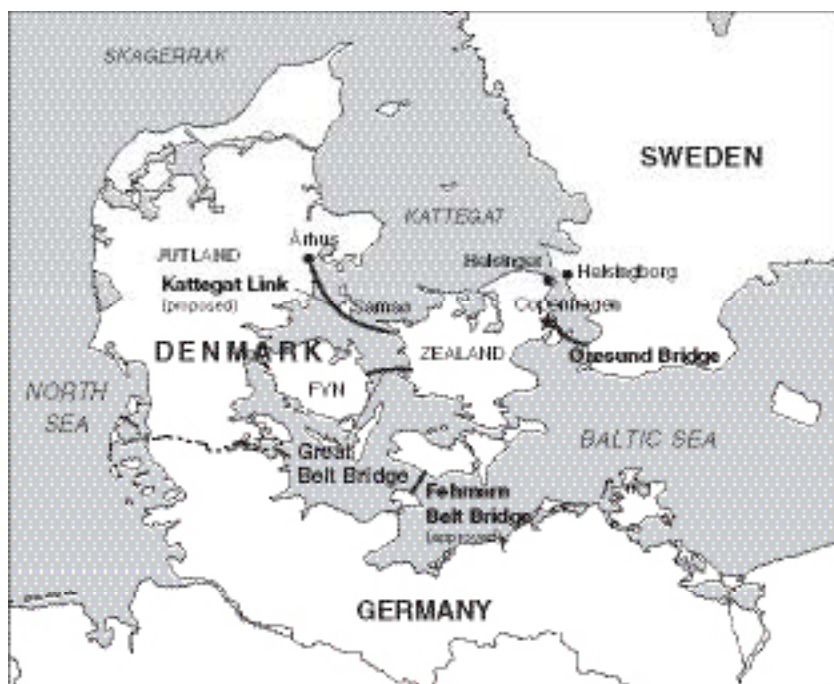 SKAGERRAK
SWEDEN
KATTEGAT
Århus
JUTLAND
Helsingør
Helsingborg
Kattegat Link
(proposed)
Samsø
Copenhagen
DENMARK
ZEALAND
Öresund Bridge
FYN
NORTH
SEA
BALTIC SEA
Great
Belt Bridge
Fehmarn
Belt Bridge
GERMANY